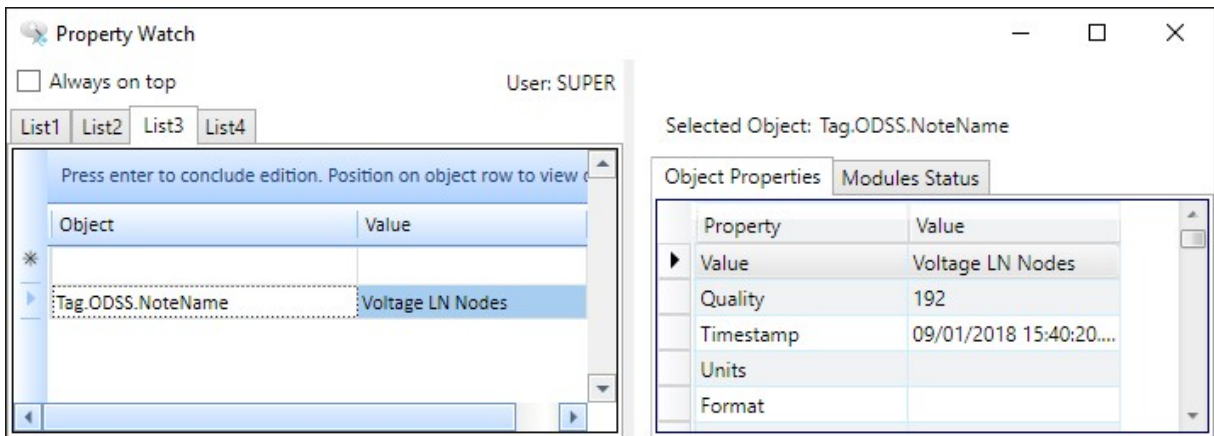 Property Watch
Always on top User: SUPER
List1 List2 List3 List4
Press enter to conclude edition. Position on object row to view
Object Value
Tag.ODSS.NoteName Voltage LN Nodes
Selected Object: Tag.ODSS.NoteName
Object Properties Modules Status
Property Value
Value Voltage LN Nodes
Quality 192
Timestamp 09/01/2018 15:40:20....
Units
Format